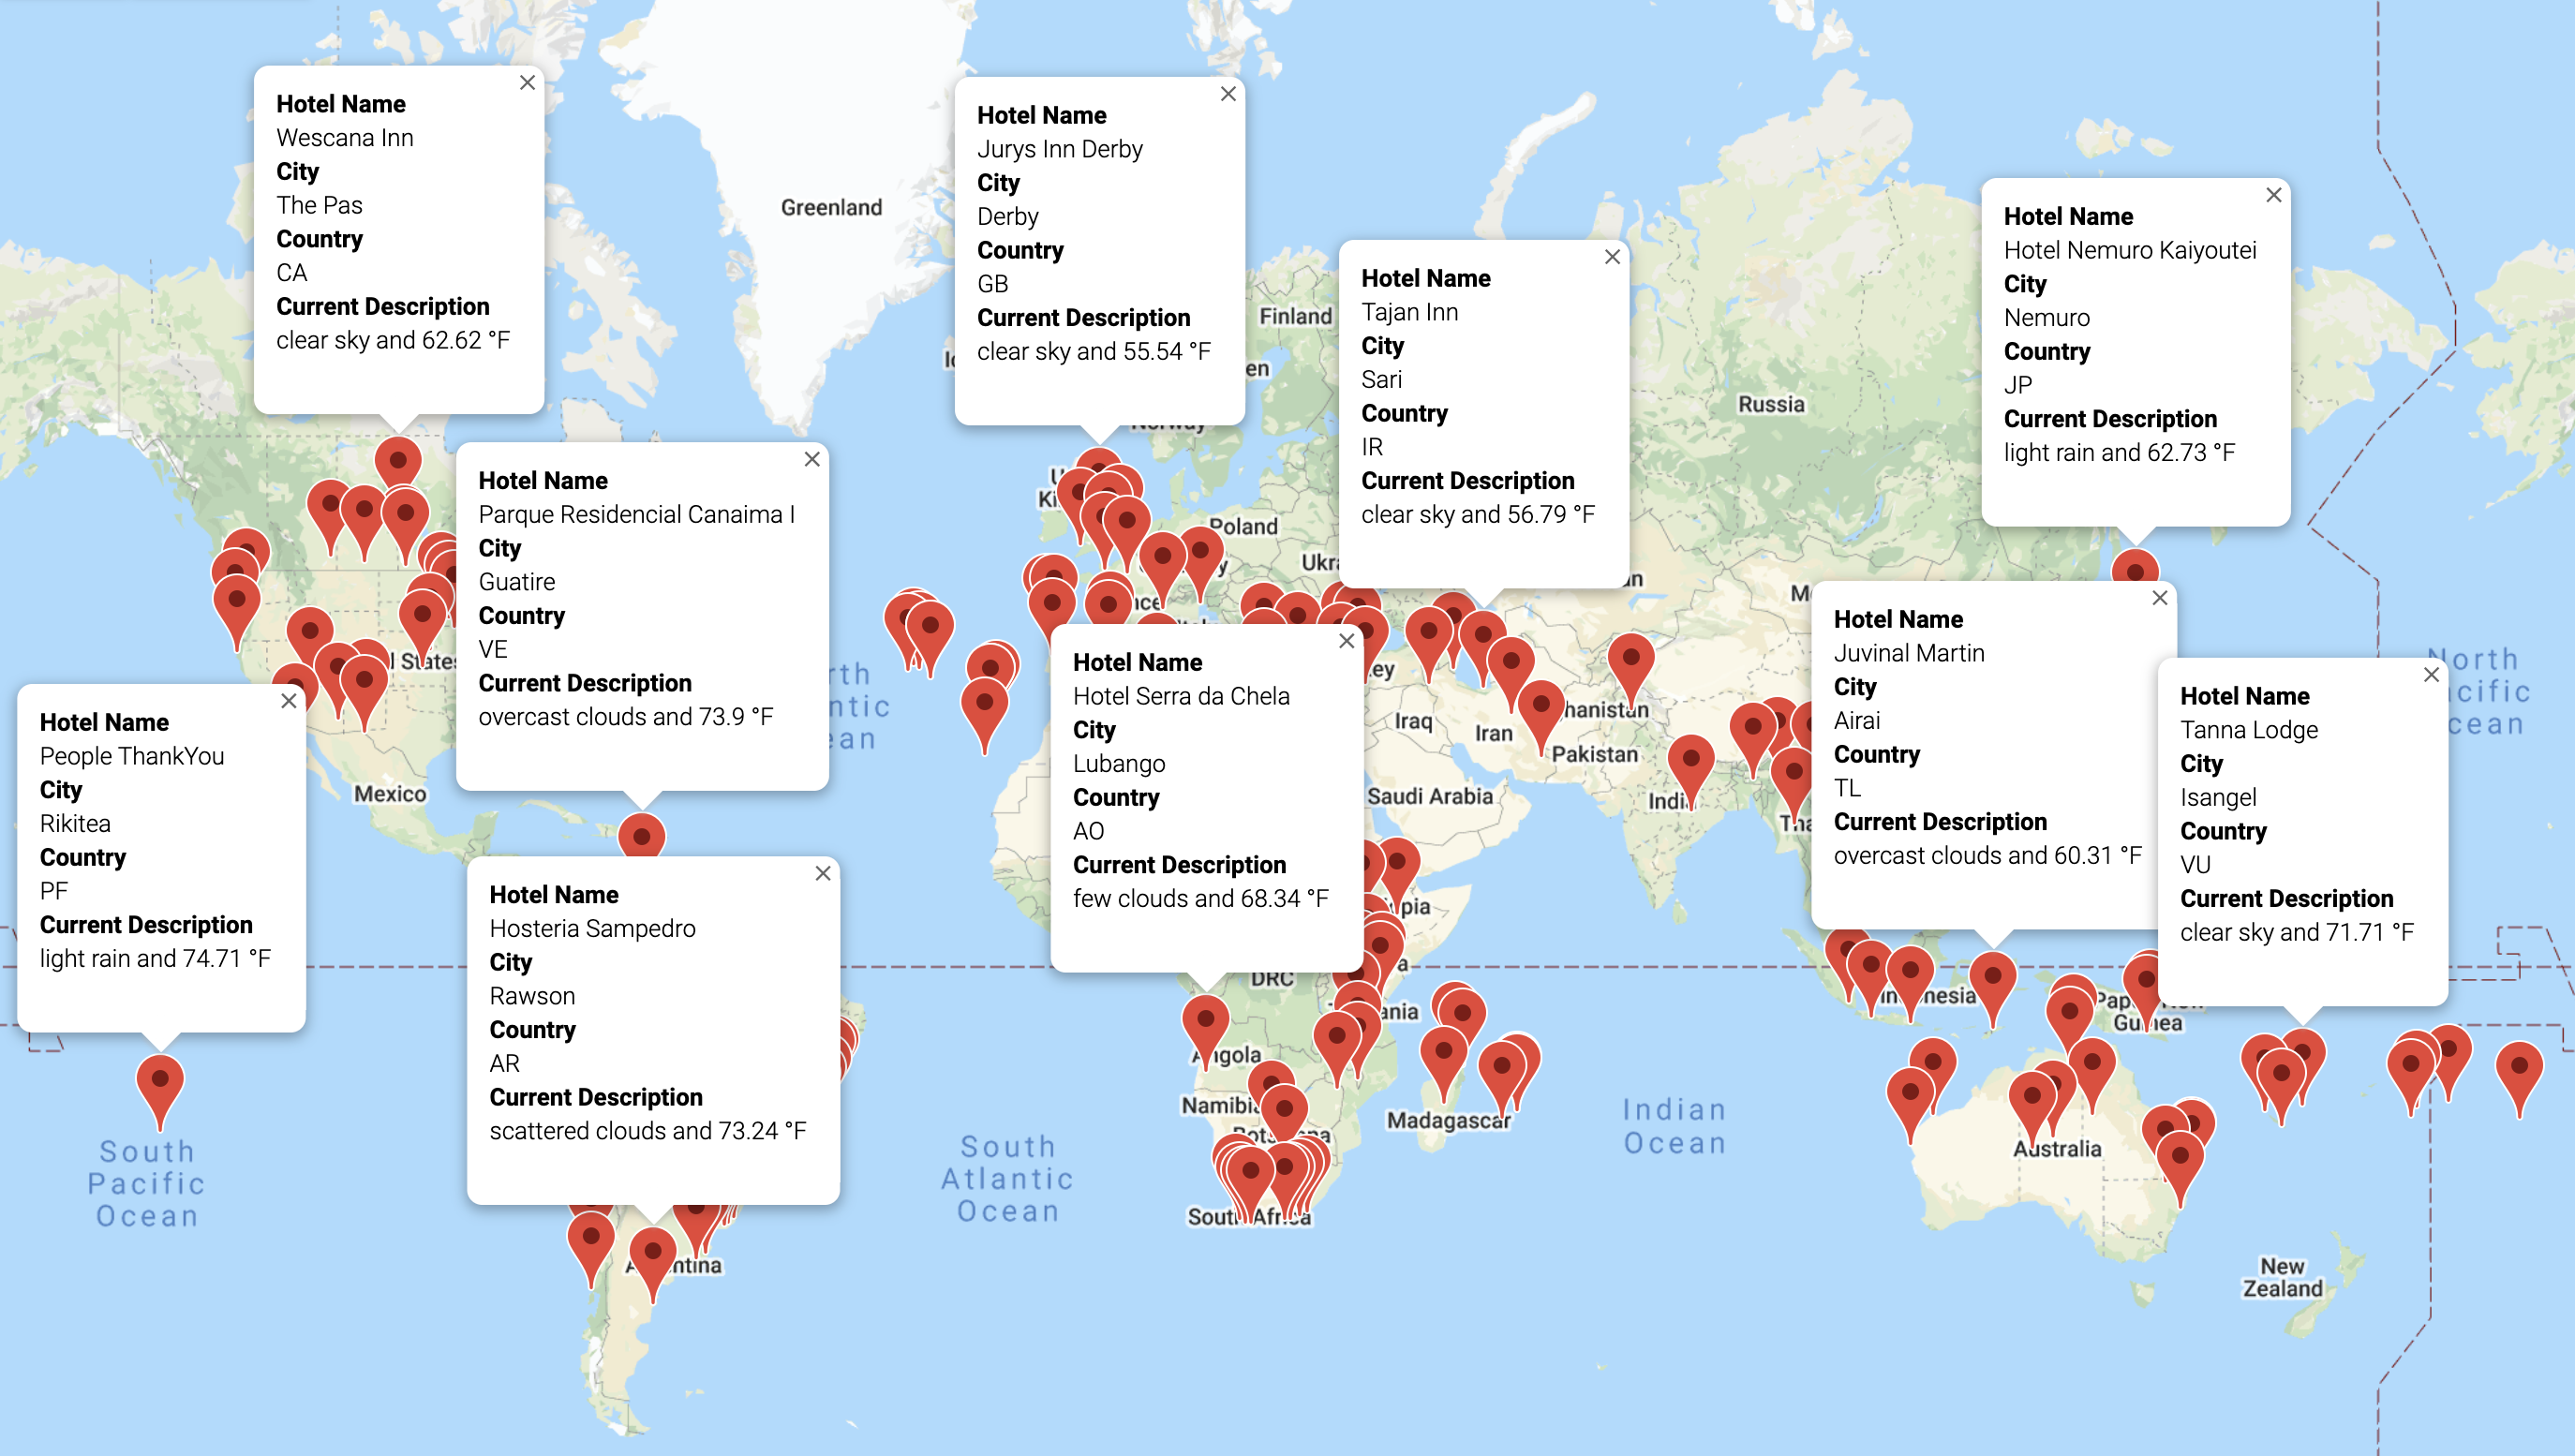 Hotel Name
Wescana Inn
City
The Pas
Country
CA
Current Description
clear sky and 62.62 °F
Hotel Name
Jurys Inn Derby
City
Derby
Country
GB
Current Description
clear sky and 55.54 °F
Hotel Name
Tajan Inn
City
Sari
Country
IR
Current Description
clear sky and 56.79 °F
Hotel Name
Hotel Nemuro Kaiyoutei
City
Nemuro
Country
JP
Current Description
light rain and 62.73 °F
Hotel Name
Parque Residencial Canaima I
City
Guatire
Country
VE
Current Description
overcast clouds and 73.9 °F
Hotel Name
Hotel Serra da Chela
City
Lubango
Country
AO
Current Description
few clouds and 68.34 °F
Hotel Name
Juvinal Martin
City
Airai
Country
TL
Current Description
overcast clouds and 60.31 °F
Hotel Name
Tanna Lodge
City
Isangel
Country
VU
Current Description
clear sky and 71.71 °F
Hotel Name
People ThankYou
City
Rikitea
Country
PF
Current Description
light rain and 74.71 °F
Hotel Name
Hosteria Sampedro
City
Rawson
Country
AR
Current Description
scattered clouds and 73.24 °F
Greenland
Finland
Russia
Poland
Mexico
Iraq
Iran
Pakistan
Saudi Arabia
DRC
Madagascar
Australia
North
South
Pacific
Ocean
South
Atlantic
Ocean
Indian
Ocean
New
Zealand